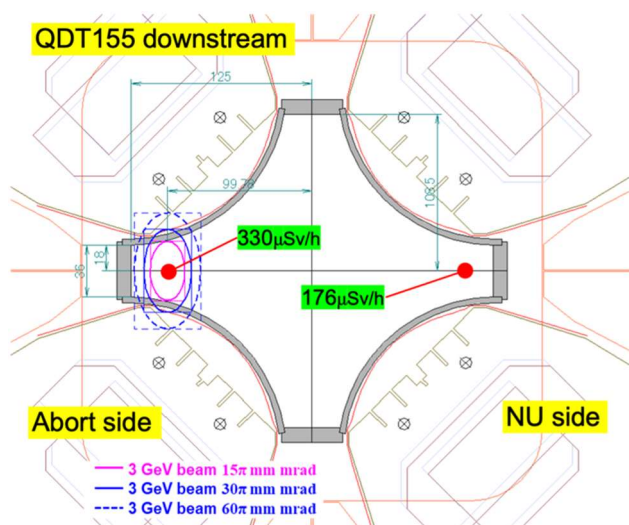 QDT155 downstream
125
99.75
109.5
330μSv/h
36
18
176μSv/h
Abort side
NU side
3 GeV beam 15π mm mrad
3 GeV beam 30π mm mrad
3 GeV beam 60π mm mrad